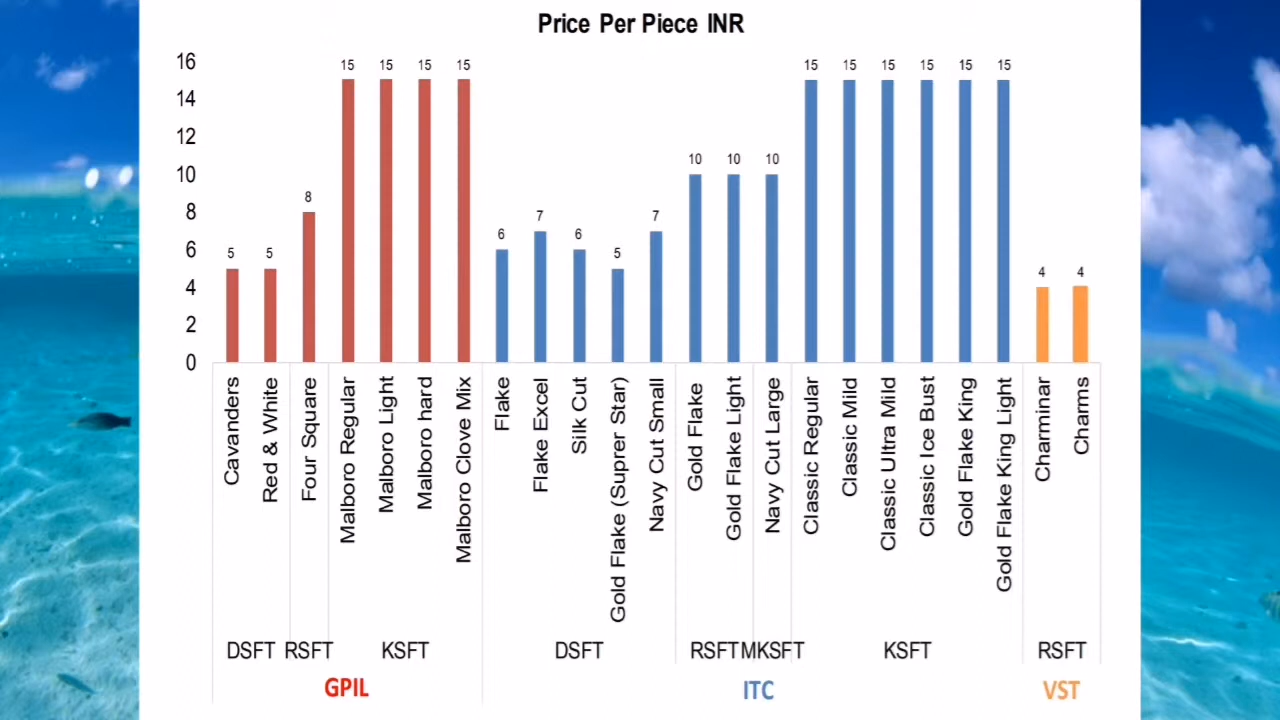 Price Per Piece INR
16
14
12
10
8
6
4
2
0
5 5 8 15 15 15 15 6 7 6 5 7 10 10 10 15 15 15 15 15 15 4 4
Cavanders
Red & White
Four Square
Malboro Regular
Malboro Light
Malboro hard
Malboro Clove Mix
Flake
Flake Excel
Silk Cut
Gold Flake (Suprer Star)
Navy Cut Small
Gold Flake
Gold Flake Light
Navy Cut Large
Classic Regular
Classic Mild
Classic Ultra Mild
Classic Ice Bust
Gold Flake King
Gold Flake King Light
Charminar
Charms
DSFT RSFT KSFT DSFT RSFT MKSFT KSFT RSFT
GPIL ITC VST